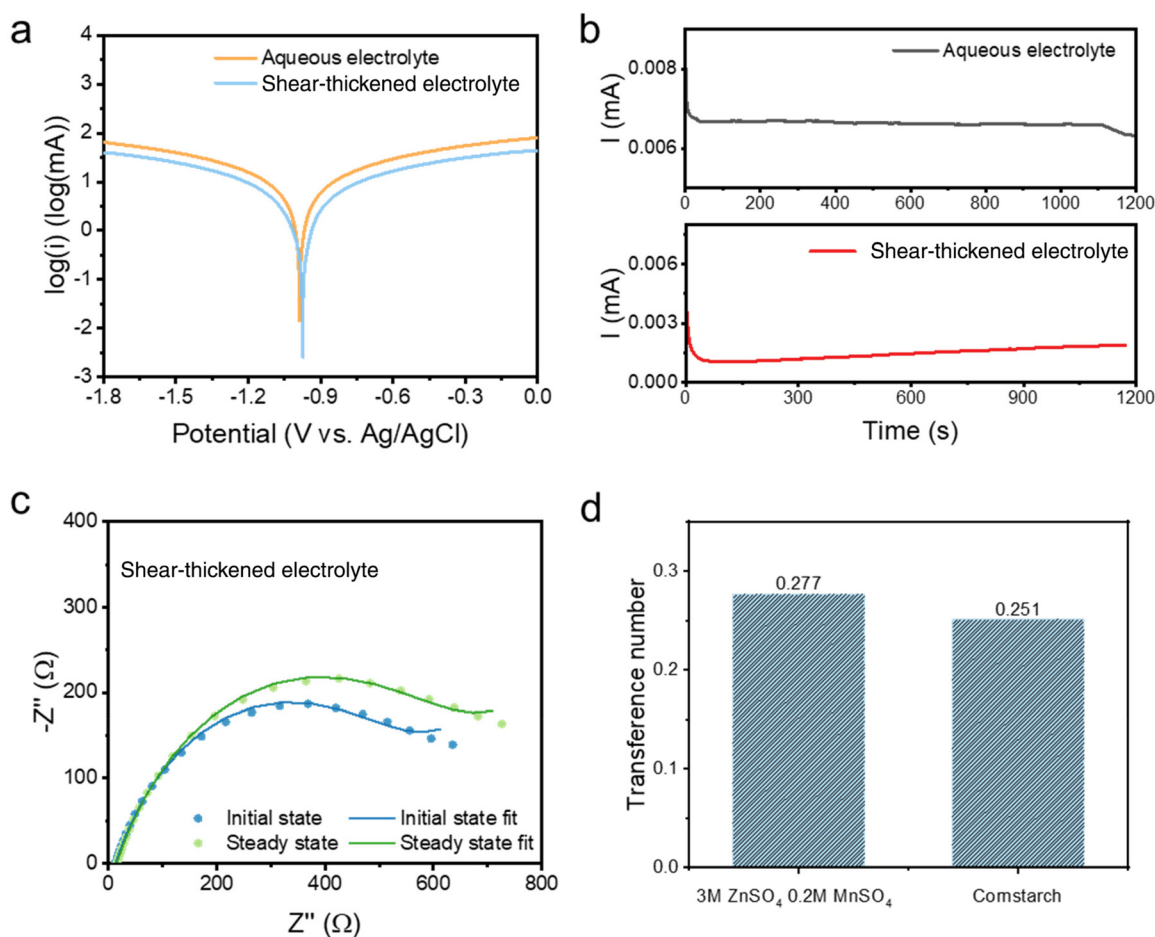 a
Aqueous electrolyte
Shear-thickened electrolyte
4
3
2
1
0
-1
-2
-3
log(i) (log(mA))
-1.8
-1.5
-1.2
-0.9
-0.6
-0.3
0.0
Potential (V vs. Ag/AgCl)
b
Aqueous electrolyte
0.008
0.006
I (mA)
0
200
400
600
800
1000
1200
Shear-thickened electrolyte
0.006
0.003
0.000
I (mA)
0
300
600
900
1200
Time (s)
c
Shear-thickened electrolyte
400
300
200
100
0
-Z" (Ω)
Initial state
Initial state fit
Steady state
Steady state fit
0
200
400
600
800
Z" (Ω)
d
0.3
0.2
0.1
0.0
Transference number
0.277
0.251
3M ZnSO₄ 0.2M MnSO₄
Cornstarch